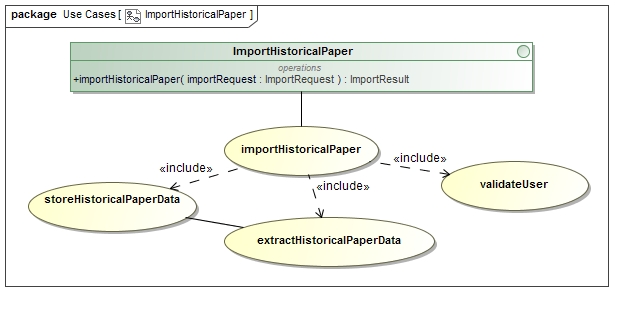 package Use Cases [ ImportHistoricalPaper ]
ImportHistoricalPaper
operations
+importHistoricalPaper( importRequest : ImportRequest ) : ImportResult
importHistoricalPaper
«include»
«include»
«include»
storeHistoricalPaperData
validateUser
extractHistoricalPaperData